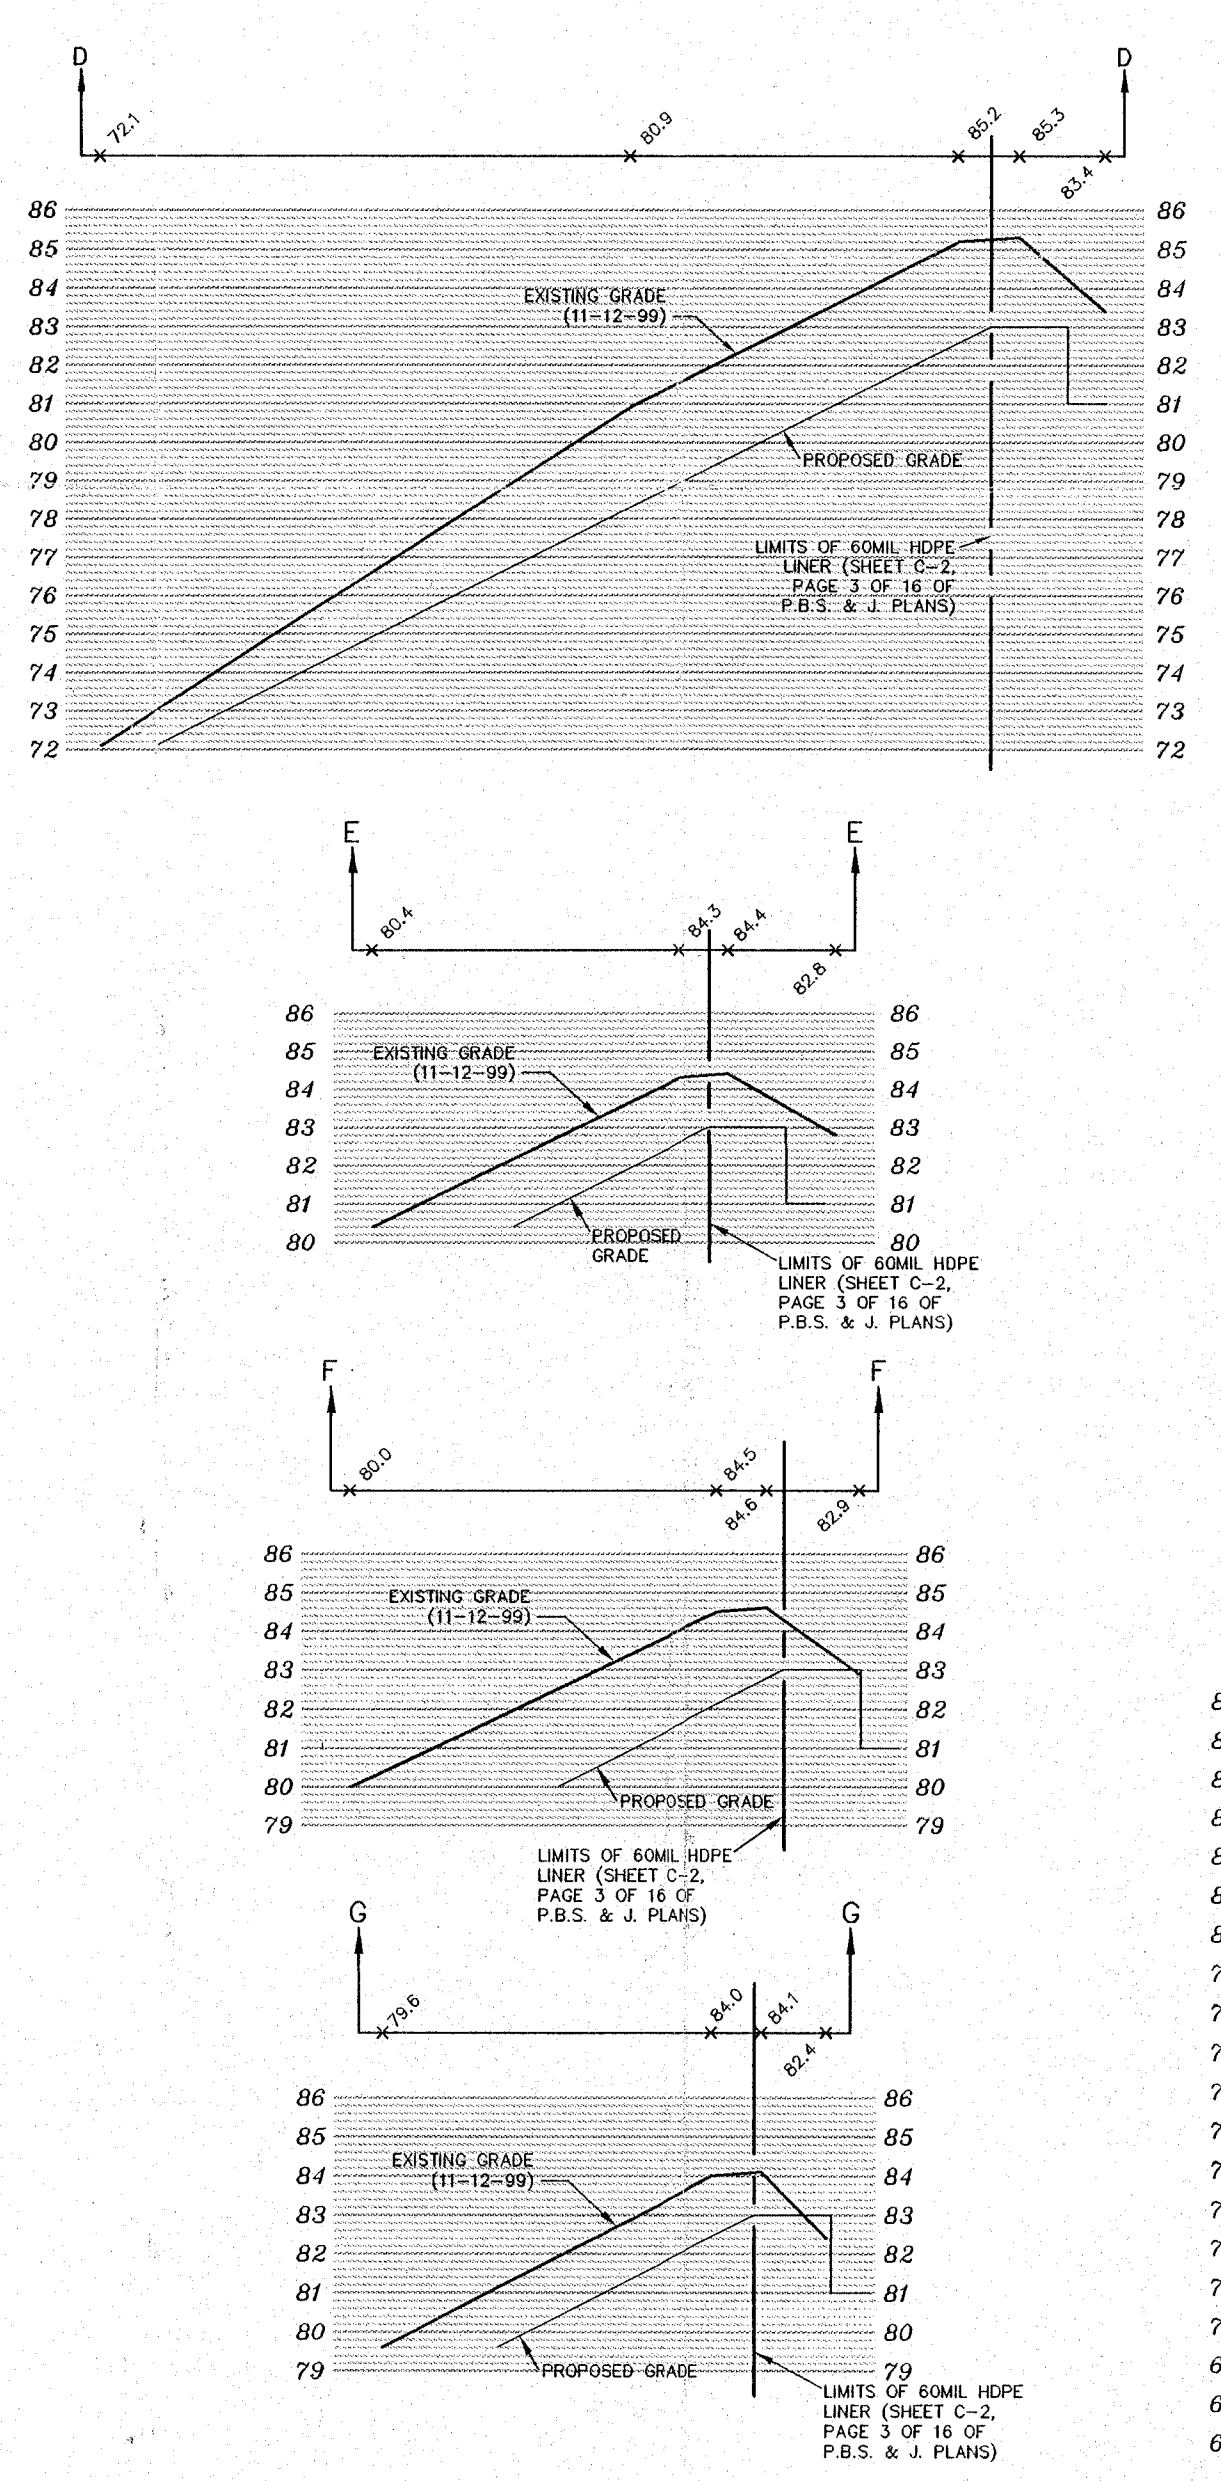 D D
72.1 80.9 85.2 85.3
83.4
86 86
85 85
84 84
EXISTING GRADE
(11-12-99)
83 83
82 82
81 81
80 80
PROPOSED GRADE
79 79
78 78
LIMITS OF 60MIL HDPE
LINER (SHEET C-2,
PAGE 3 OF 16 OF
P.B.S. & J. PLANS)
77 77
76 76
75 75
74 74
73 73
72 72
E E
80.4 84.3 84.4
82.8
86 86
85 85
EXISTING GRADE
(11-12-99)
84 84
83 83
82 82
81 81
80 80
PROPOSED
GRADE
LIMITS OF 60MIL HDPE
LINER (SHEET C-2,
PAGE 3 OF 16 OF
P.B.S. & J. PLANS)
F F
80.0 84.5
84.6 82.9
86 86
85 85
EXISTING GRADE
(11-12-99)
84 84
83 83
82 82
81 81
80 80
PROPOSED GRADE
79 79
LIMITS OF 60MIL HDPE
LINER (SHEET C-2,
PAGE 3 OF 16 OF
P.B.S. & J. PLANS)
G G
79.6 84.0 84.1
82.4
86 86
85 85
EXISTING GRADE
(11-12-99)
84 84
83 83
82 82
81 81
80 80
79 79
PROPOSED GRADE
LIMITS OF 60MIL HDPE
LINER (SHEET C-2,
PAGE 3 OF 16 OF
P.B.S. & J. PLANS)